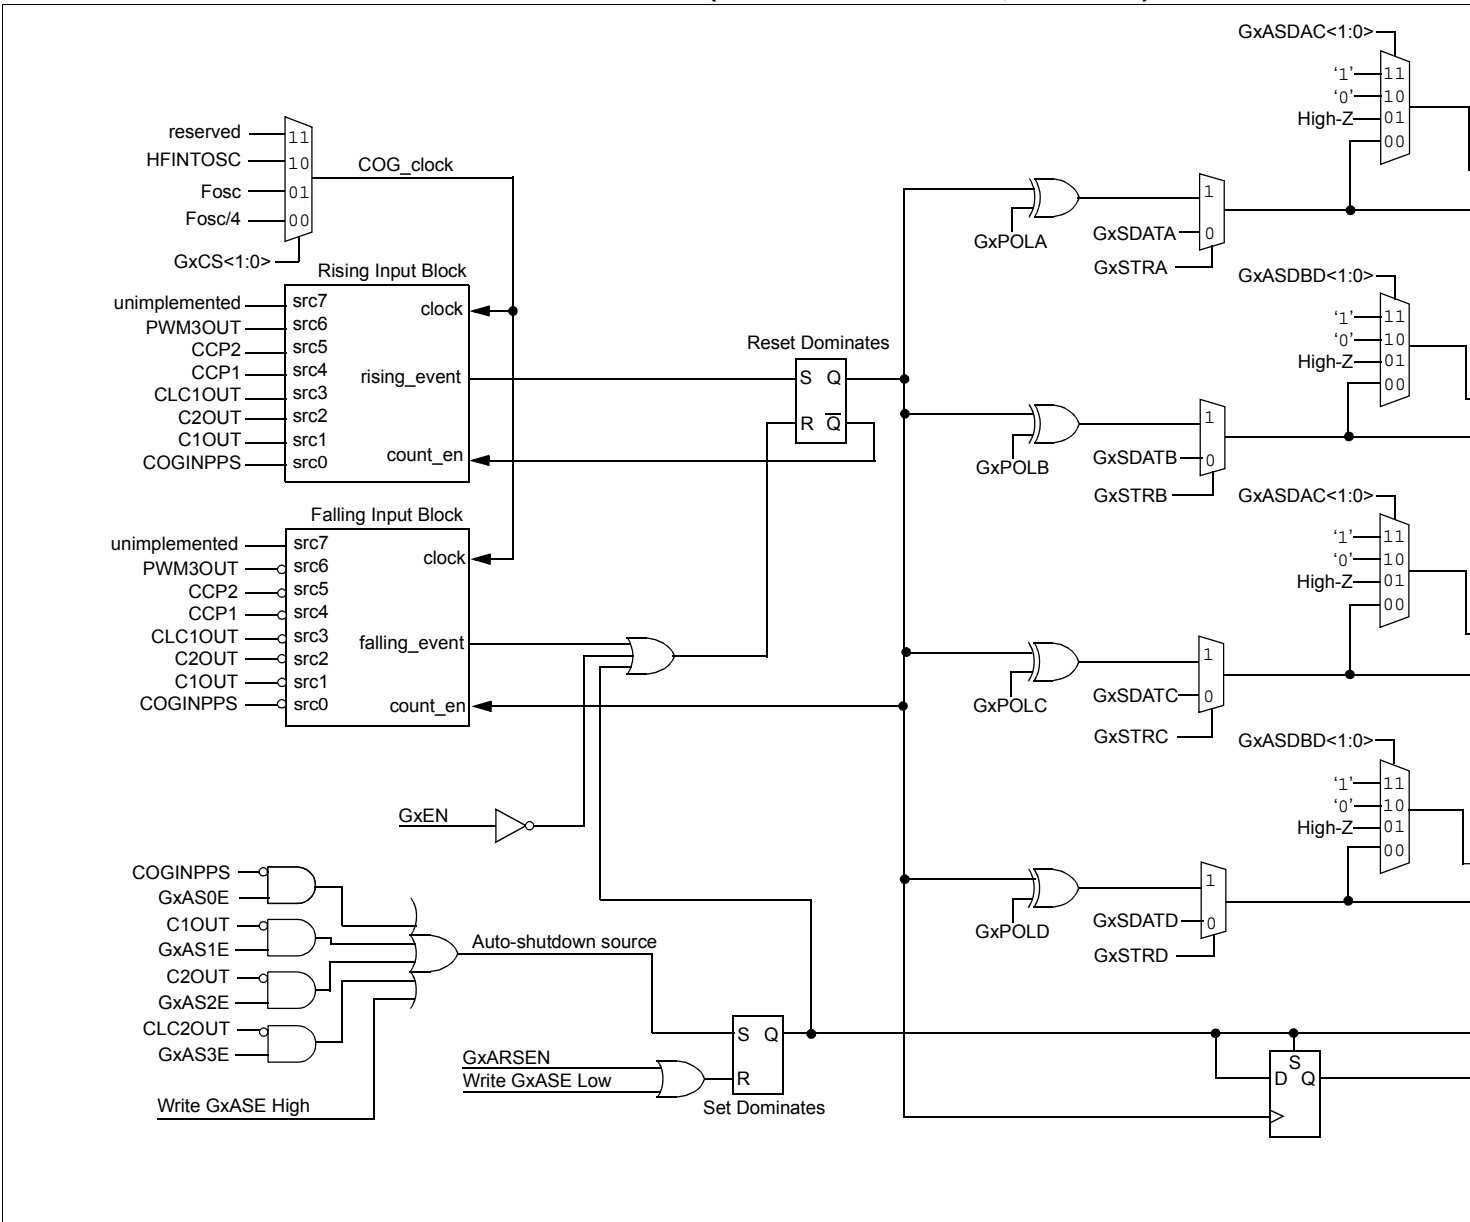 GxASDAC<1:0>
‘1’ 11
‘0’ 10
High-Z 01
00
reserved 11
HFINTOSC 10
Fosc 01
Fosc/4 00
GxCS<1:0>
COG_clock
Rising Input Block
unimplemented src7
PWM3OUT src6
CCP2 src5
CCP1 src4
CLC1OUT src3
C2OUT src2
C1OUT src1
COGINPPS src0
clock
rising_event
count_en
Reset Dominates
S Q
R Q
GxPOLA
GxSDATA
GxSTRA
1
0
GxASDBD<1:0>
‘1’ 11
‘0’ 10
High-Z 01
00
GxPOLB
GxSDATB
GxSTRB
1
0
Falling Input Block
unimplemented src7
PWM3OUT src6
CCP2 src5
CCP1 src4
CLC1OUT src3
C2OUT src2
C1OUT src1
COGINPPS src0
clock
falling_event
count_en
GxASDAC<1:0>
‘1’ 11
‘0’ 10
High-Z 01
00
GxPOLC
GxSDATC
GxSTRC
1
0
GxASDBD<1:0>
‘1’ 11
‘0’ 10
High-Z 01
00
GxPOLD
GxSDATD
GxSTRD
1
0
GxEN
COGINPPS
GxAS0E
C1OUT
GxAS1E
C2OUT
GxAS2E
CLC2OUT
GxAS3E
Write GxASE High
Auto-shutdown source
GxARSEN
Write GxASE Low
S Q
R
Set Dominates
S
D Q